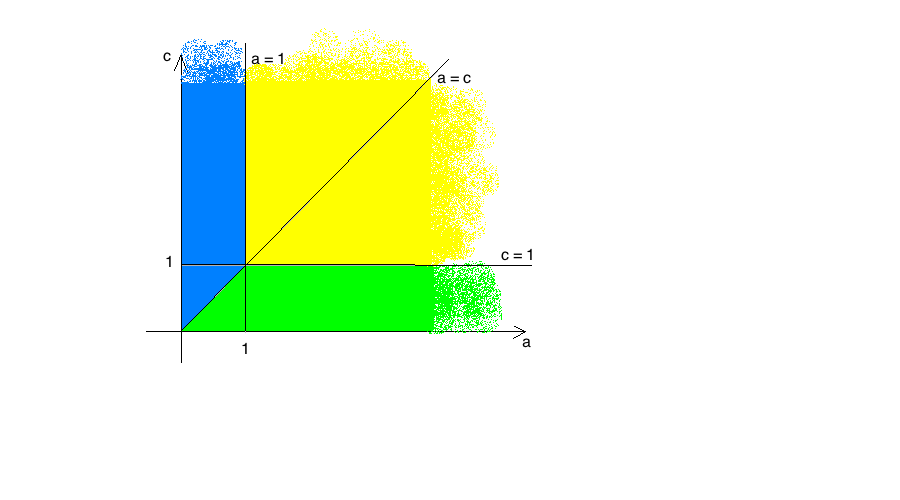 c
a = 1
a = c
c = 1
1
1
a